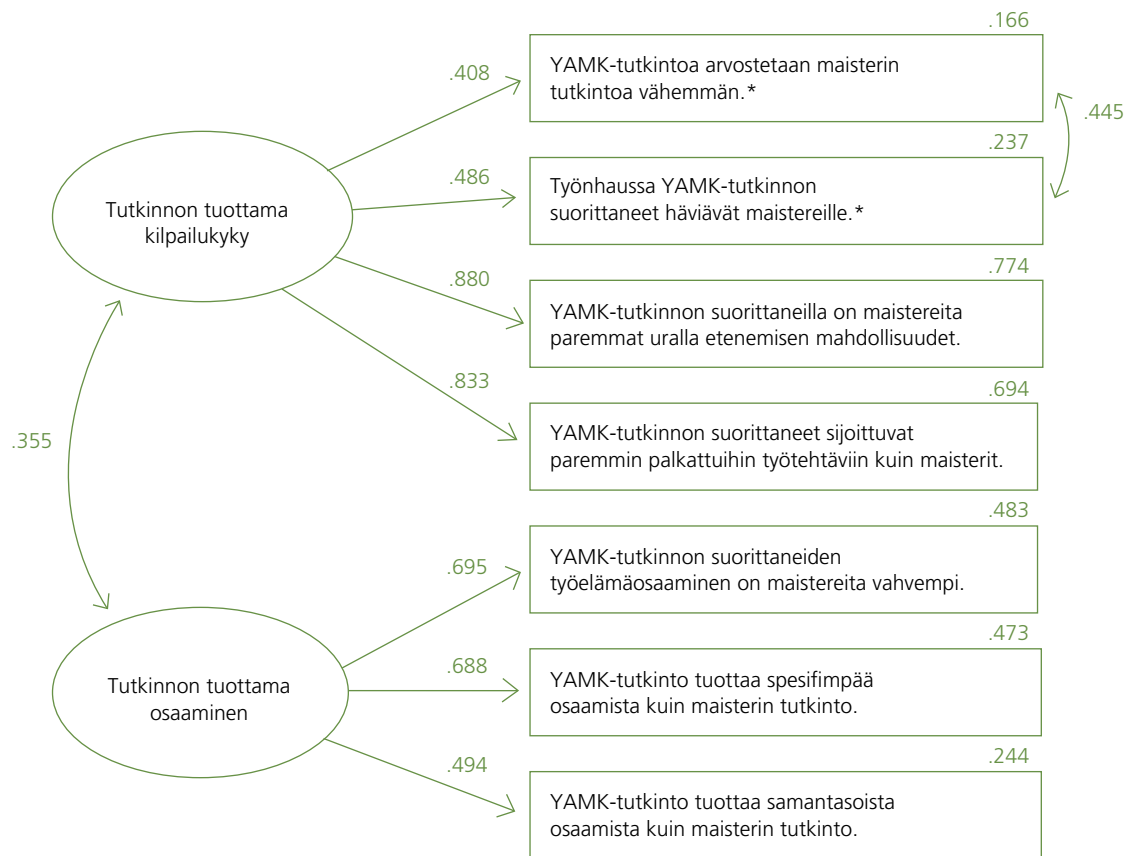 .166
YAMK-tutkintoa arvostetaan maisterin
tutkintoa vähemmän.*
.408
.445
.237
Työnhaussa YAMK-tutkinnon
suorittaneet häviävät maistereille.*
.486
Tutkinnon tuottama
kilpailukyky
.774
.880
YAMK-tutkinnon suorittaneilla on maistereita
paremmat uralla etenemisen mahdollisuudet.
.833
.694
YAMK-tutkinnon suorittaneet sijoittuvat
paremmin palkattuihin työtehtäviin kuin maisterit.
.355
.483
YAMK-tutkinnon suorittaneiden
työelämäosaaminen on maistereita vahvempi.
.695
.473
.688
YAMK-tutkinto tuottaa spesifimpää
osaamista kuin maisterin tutkinto.
Tutkinnon tuottama
osaaminen
.244
.494
YAMK-tutkinto tuottaa samantasoista
osaamista kuin maisterin tutkinto.